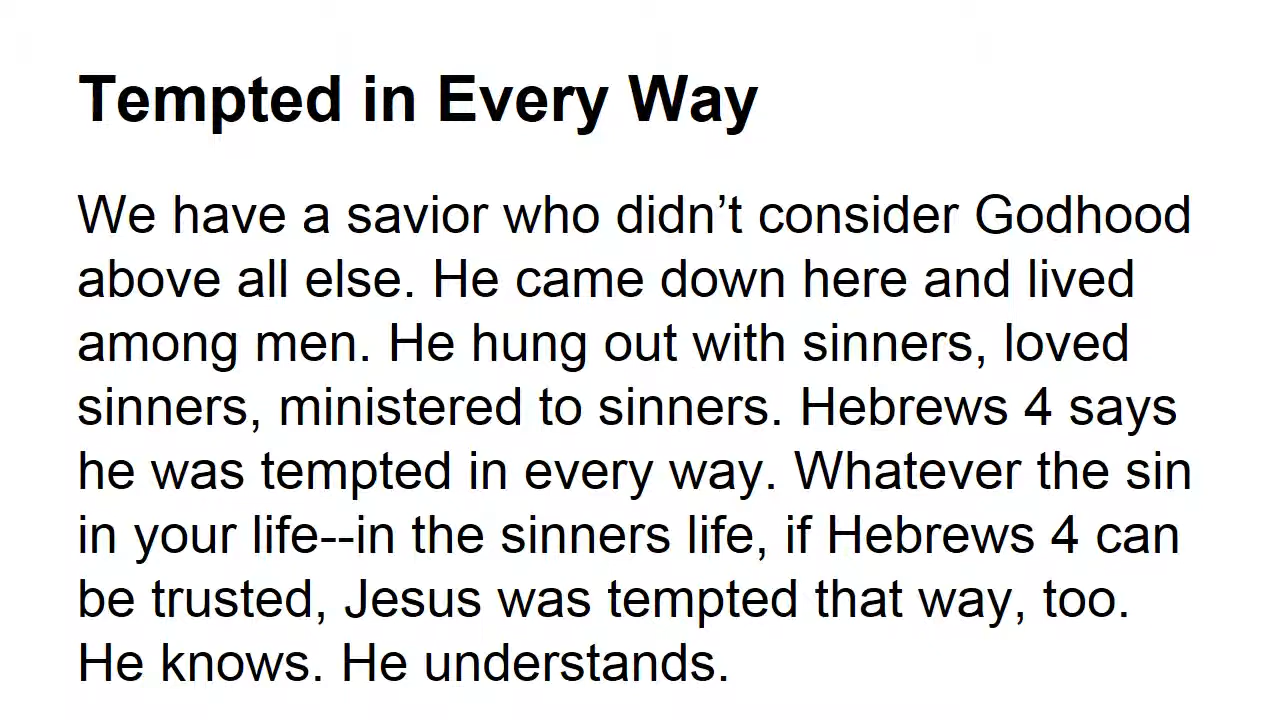 Tempted in Every Way
We have a savior who didn’t consider Godhood
above all else. He came down here and lived
among men. He hung out with sinners, loved
sinners, ministered to sinners. Hebrews 4 says
he was tempted in every way. Whatever the sin
in your life--in the sinners life, if Hebrews 4 can
be trusted, Jesus was tempted that way, too.
He knows. He understands.